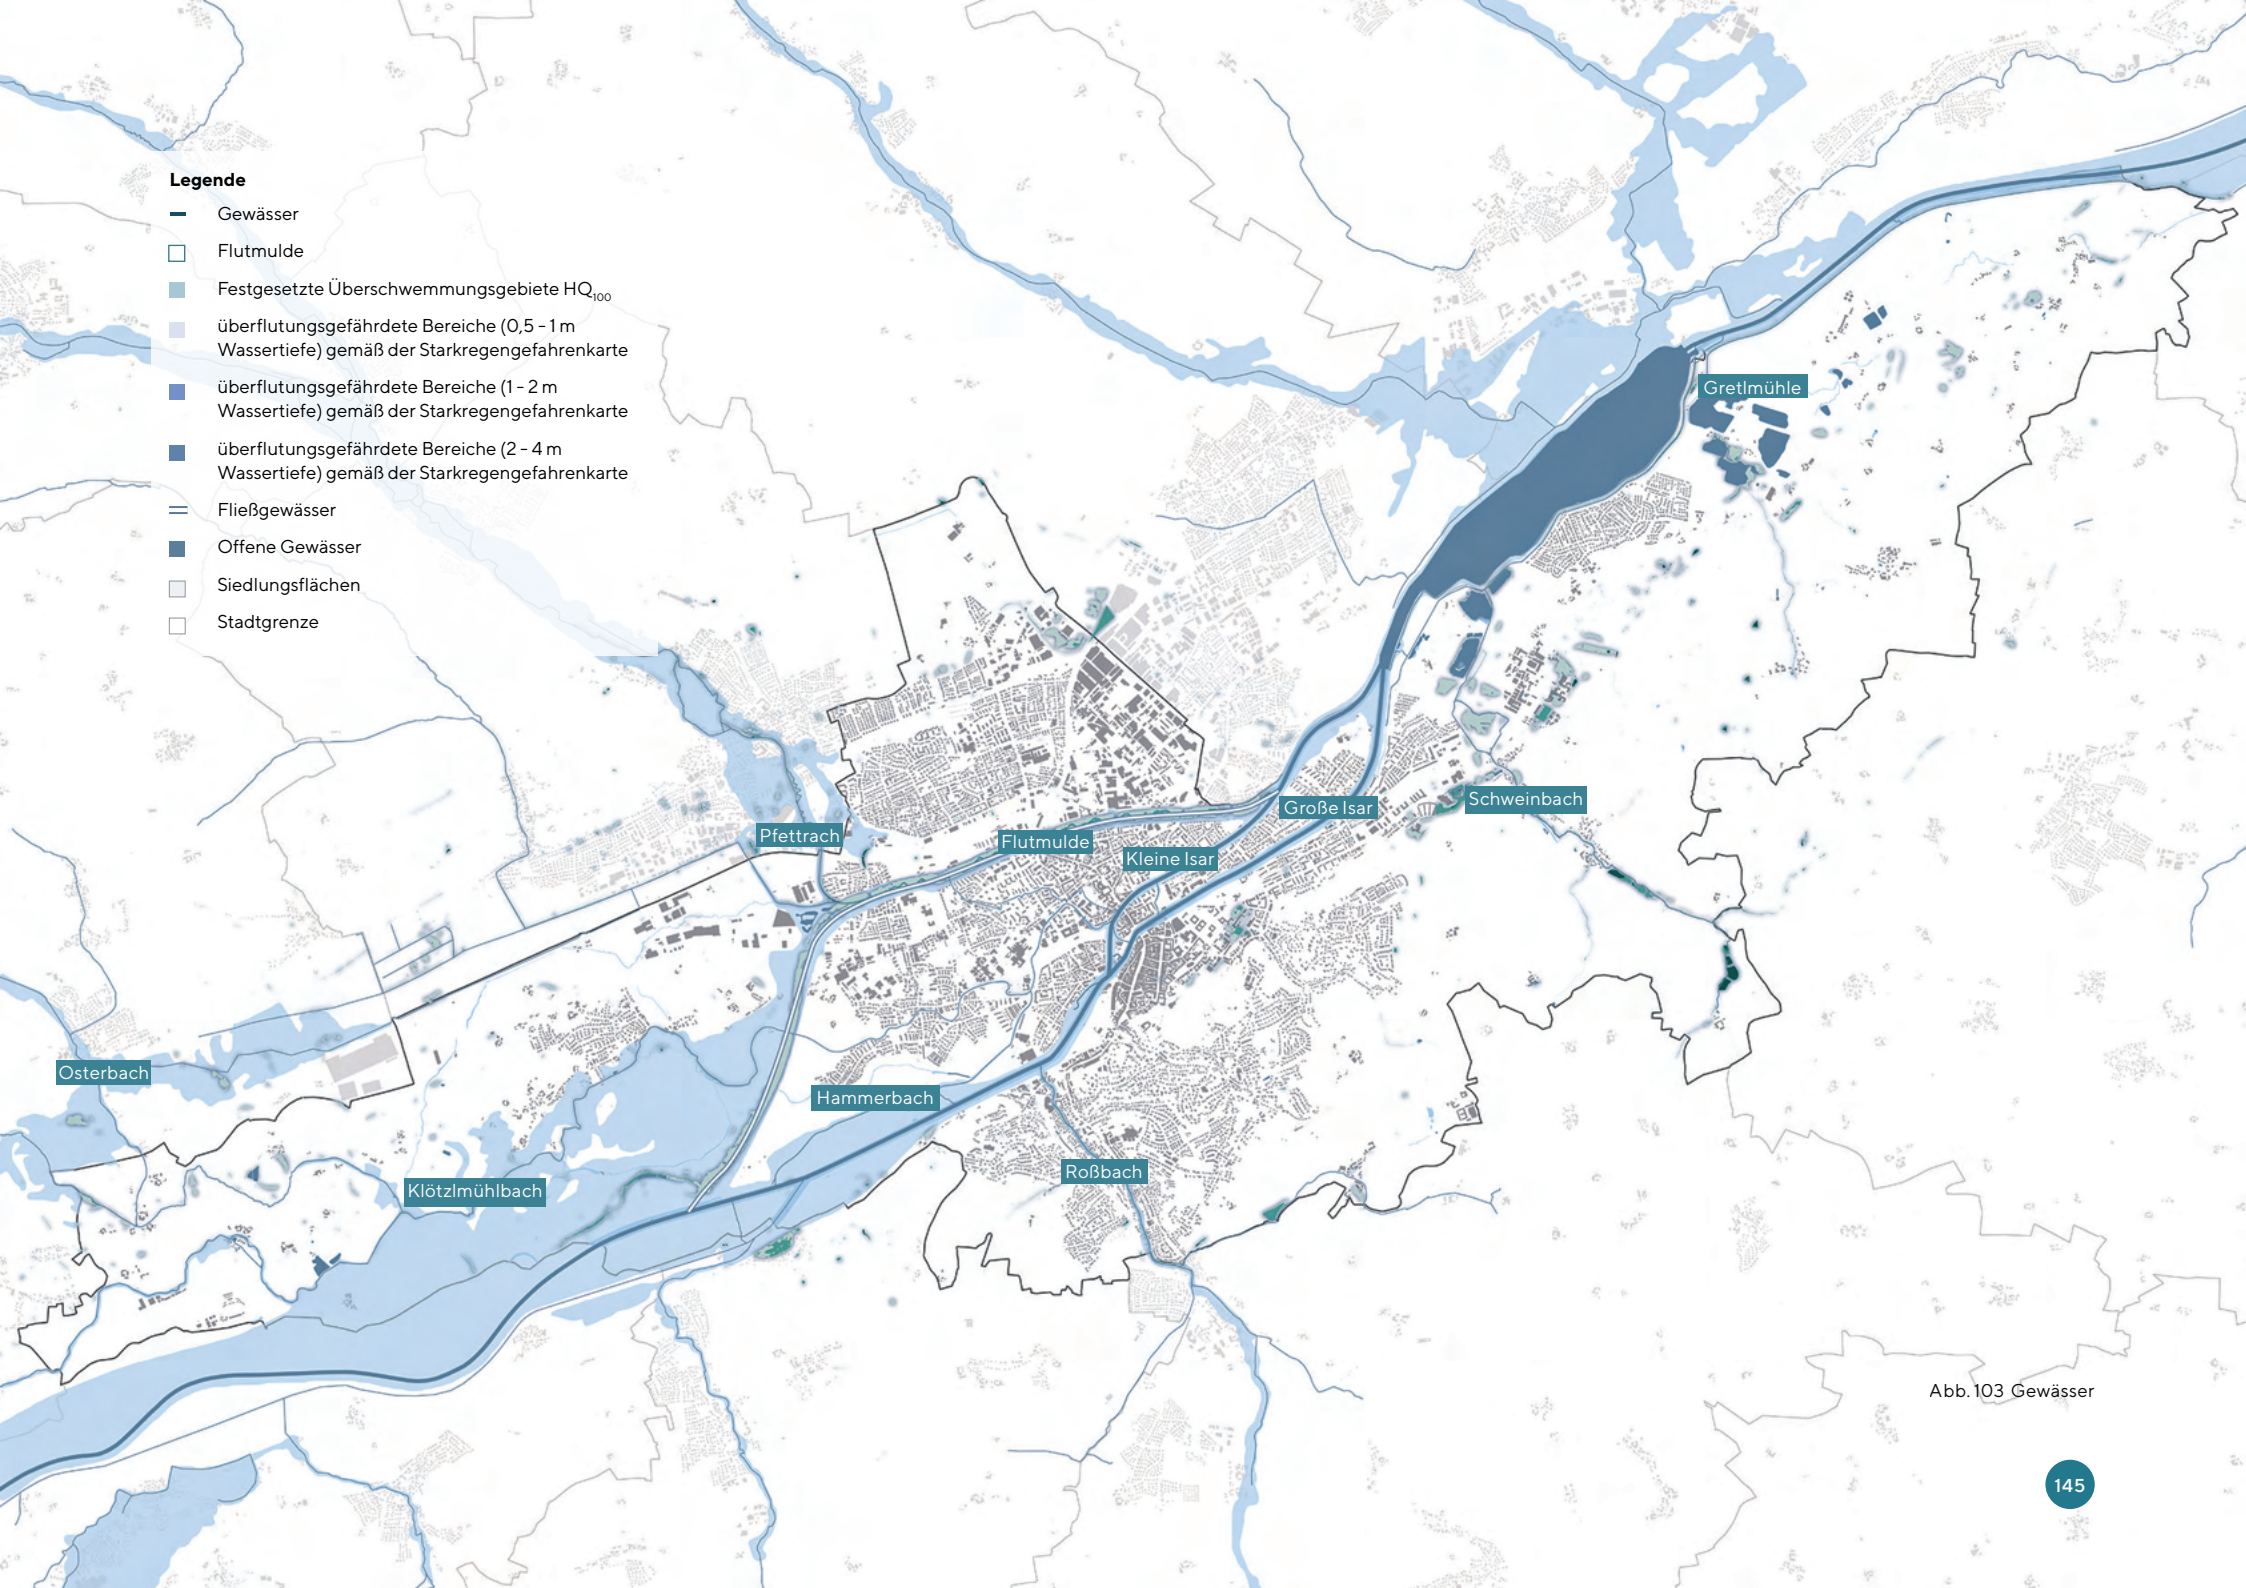 Legende
Gewässer
Flutmulde
Festgesetzte Überschwemmungsgebiete HQ100
überflutungsgefährdete Bereiche (0,5 - 1 m
Wassertiefe) gemäß der Starkregengefahrenkarte
überflutungsgefährdete Bereiche (1 - 2 m
Wassertiefe) gemäß der Starkregengefahrenkarte
überflutungsgefährdete Bereiche (2 - 4 m
Wassertiefe) gemäß der Starkregengefahrenkarte
Fließgewässer
Offene Gewässer
Siedlungsflächen
Stadtgrenze
Gretlmühle
Schweinbach
Große Isar
Pfettrach
Flutmulde
Kleine Isar
Osterbach
Hammerbach
Roßbach
Klötzlmühlbach
Abb. 103 Gewässer
145